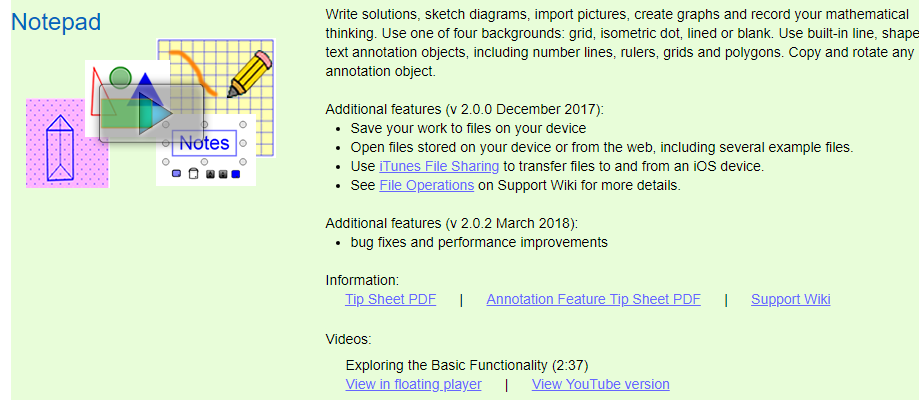 Notepad
Write solutions, sketch diagrams, import pictures, create graphs and record your mathematical
thinking. Use one of four backgrounds: grid, isometric dot, lined or blank. Use built-in line, shape
text annotation objects, including number lines, rulers, grids and polygons. Copy and rotate any
annotation object.
Notes
Additional features (v 2.0.0 December 2017):
• Save your work to files on your device
• Open files stored on your device or from the web, including several example files.
• Use iTunes File Sharing to transfer files to and from an iOS device.
• See File Operations on Support Wiki for more details.
Additional features (v 2.0.2 March 2018):
• bug fixes and performance improvements
Information:
Tip Sheet PDF | Annotation Feature Tip Sheet PDF | Support Wiki
Videos:
Exploring the Basic Functionality (2:37)
View in floating player | View YouTube version